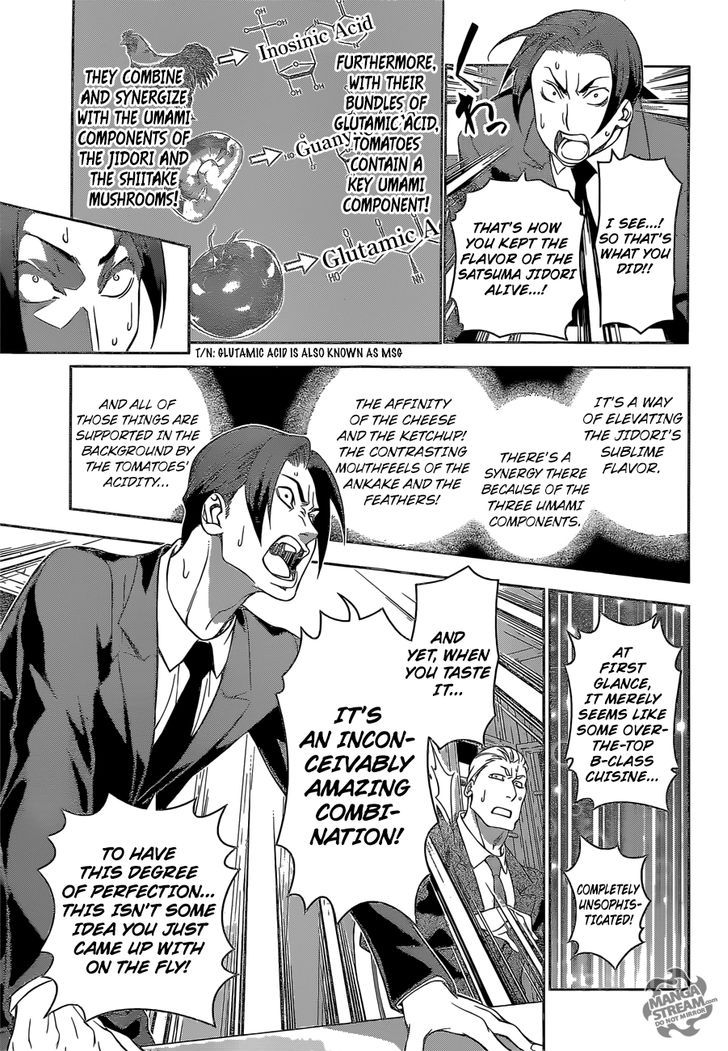 I SEE...!
SO THAT'S
WHAT YOU
DID!!
THAT'S HOW
YOU KEPT THE
FLAVOR OF THE
SATSUMA JIDORI
ALIVE...!
わっ
FURTHERMORE,
WITH THEIR
BUNDLES OF
GLUTAMIC ACID,
TOMATOES
CONTAIN A
KEY UMAMI
COMPONENT!
Inosinic Acid
Guany
Glutamic A
THEY COMBINE
AND SYNERGIZE
WITH THE UMAMI
COMPONENTS OF
THE JIDORI AND
THE SHIITAKE
MUSHROOMS!
T/N: GLUTAMIC ACID IS ALSO KNOWN AS MSG
IT'S A WAY
OF ELEVATING
THE JIDORI'S
SUBLIME
FLAVOR.
THERE'S A
SYNERGY THERE
BECAUSE OF THE
THREE UMAMI
COMPONENTS.
THE AFFINITY
OF THE CHEESE
AND THE KETCHUP!
THE CONTRASTING
MOUTHFEELS OF THE
ANKAKE AND THE
FEATHERS!
AND ALL OF
THOSE THINGS ARE
SUPPORTED IN THE
BACKGROUND BY
THE TOMATOES'
ACIDITY...
AT
FIRST
GLANCE,
IT MERELY
SEEMS LIKE
SOME OVER-
THE-TOP
B-CLASS
CUISINE...
COMPLETELY
UNSOPHIS-
TICATED!
AND
YET, WHEN
YOU TASTE
IT...
IT'S
AN INCON-
CEIVABLY
AMAZING
COMBI-
NATION!
TO HAVE
THIS DEGREE
OF PERFECTION...
THIS ISN'T SOME
IDEA YOU JUST
CAME UP WITH
ON THE FLY!
MANGA
STREAM.COM
DO NOT MIRROR